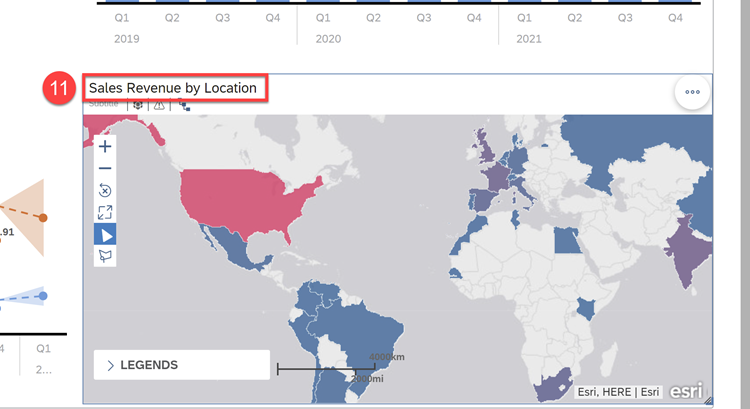 Q1 Q2 Q3 Q4 Q1 Q2 Q3 Q4 Q1 Q2 Q3 Q4
2019 2020 2021
11
Sales Revenue by Location
Subtitle
.91
4000km
LEGENDS
2000mi
4 Q1
2...
Esri, HERE | Esri esri